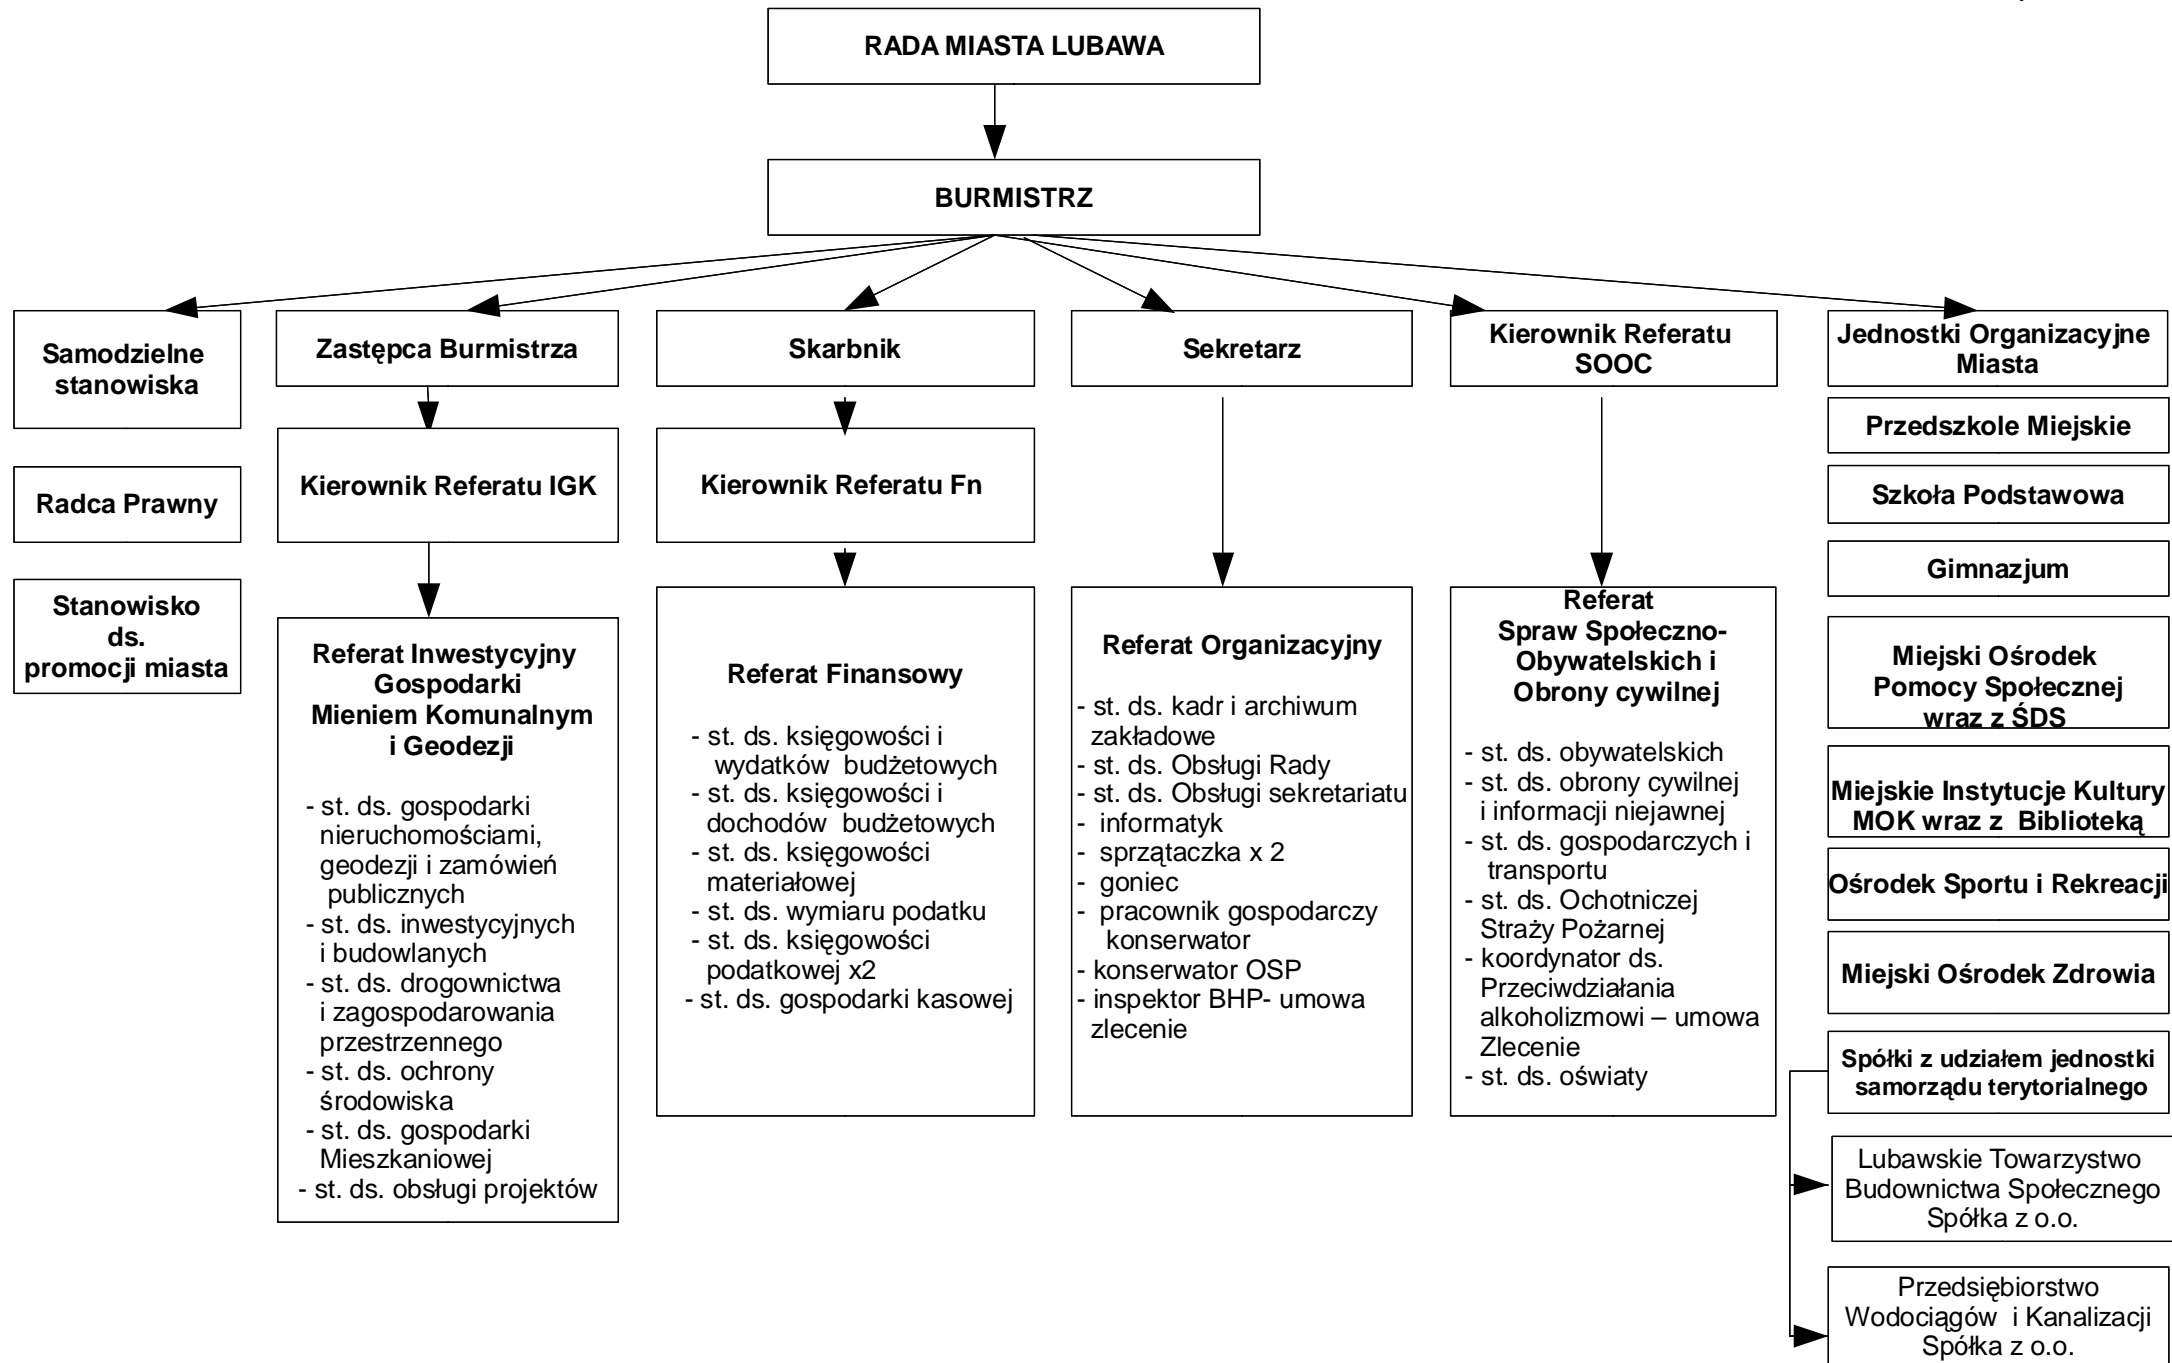 RADA MIASTA LUBAWA
BURMISTRZ
Samodzielne
stanowiska
Radca Prawny
Stanowisko
ds.
promocji miasta
Zastępca Burmistrza
Kierownik Referatu IGK
Referat Inwestycyjny
Gospodarki
Mieniem Komunalnym
i Geodezji
- st. ds. gospodarki
nieruchomościami,
geodezji i zamówień
publicznych
- st. ds. inwestycyjnych
i budowlanych
- st. ds. drogownictwa
i zagospodarowania
przestrzennego
- st. ds. ochrony
środowiska
- st. ds. gospodarki
Mieszkaniowej
- st. ds. obsługi projektów
Skarbnik
Kierownik Referatu Fn
Referat Finansowy
- st. ds. księgowości i
wydatków budżetowych
- st. ds. księgowości i
dochodów budżetowych
- st. ds. księgowości
materiałowej
- st. ds. wymiaru podatku
- st. ds. księgowości
podatkowej x2
- st. ds. gospodarki kasowej
Sekretarz
Referat Organizacyjny
- st. ds. kadr i archiwum
zakładowe
- st. ds. Obsługi Rady
- st. ds. Obsługi sekretariatu
- informatyk
- sprzątaczka x 2
- goniec
- pracownik gospodarczy
konserwator
- konserwator OSP
- inspektor BHP- umowa
zlecenie
Kierownik Referatu
SOOC
Referat
Spraw Społeczno-
Obywatelskich i
Obrony cywilnej
- st. ds. obywatelskich
- st. ds. obrony cywilnej
i informacji niejawnej
- st. ds. gospodarczych i
transportu
- st. ds. Ochotniczej
Straży Pożarnej
- koordynator ds.
Przeciwdziałania
alkoholizmowi – umowa
Zlecenie
- st. ds. oświaty
Jednostki Organizacyjne
Miasta
Przedszkole Miejskie
Szkoła Podstawowa
Gimnazjum
Miejski Ośrodek
Pomocy Społecznej
wraz z ŚDS
Miejskie Instytucje Kultury
MOK wraz z Biblioteką
Ośrodek Sportu i Rekreacji
Miejski Ośrodek Zdrowia
Spółki z udziałem jednostki
samorządu terytorialnego
Lubawskie Towarzystwo
Budownictwa Społecznego
Spółka z o.o.
Przedsiębiorstwo
Wodociągów i Kanalizacji
Spółka z o.o.